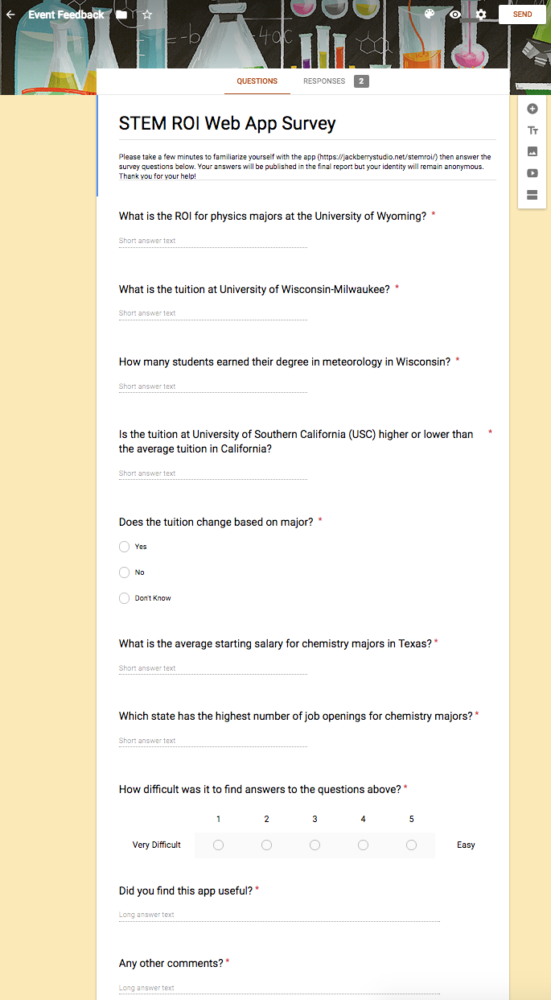 Event Feedback
SEND
-b
40C
QUESTIONS
RESPONSES 2
STEM ROI Web App Survey
Please take a few minutes to familiarize yourself with the app (https://jackberrystudio.net/stemroi/) then answer the
survey questions below. Your answers will be published in the final report but your identity will remain anonymous.
Thank you for your help!
What is the ROI for physics majors at the University of Wyoming? *
Short answer text
What is the tuition at University of Wisconsin-Milwaukee? *
Short answer text
How many students earned their degree in meteorology in Wisconsin? *
Short answer text
Is the tuition at University of Southern California (USC) higher or lower than *
the average tuition in California?
Short answer text
Does the tuition change based on major? *
Yes
No
Don't Know
What is the average starting salary for chemistry majors in Texas? *
Short answer text
Which state has the highest number of job openings for chemistry majors? *
Short answer text
How difficult was it to find answers to the questions above? *
1 2 3 4 5
Very Difficult Easy
Did you find this app useful? *
Long answer text
Any other comments? *
Long answer text